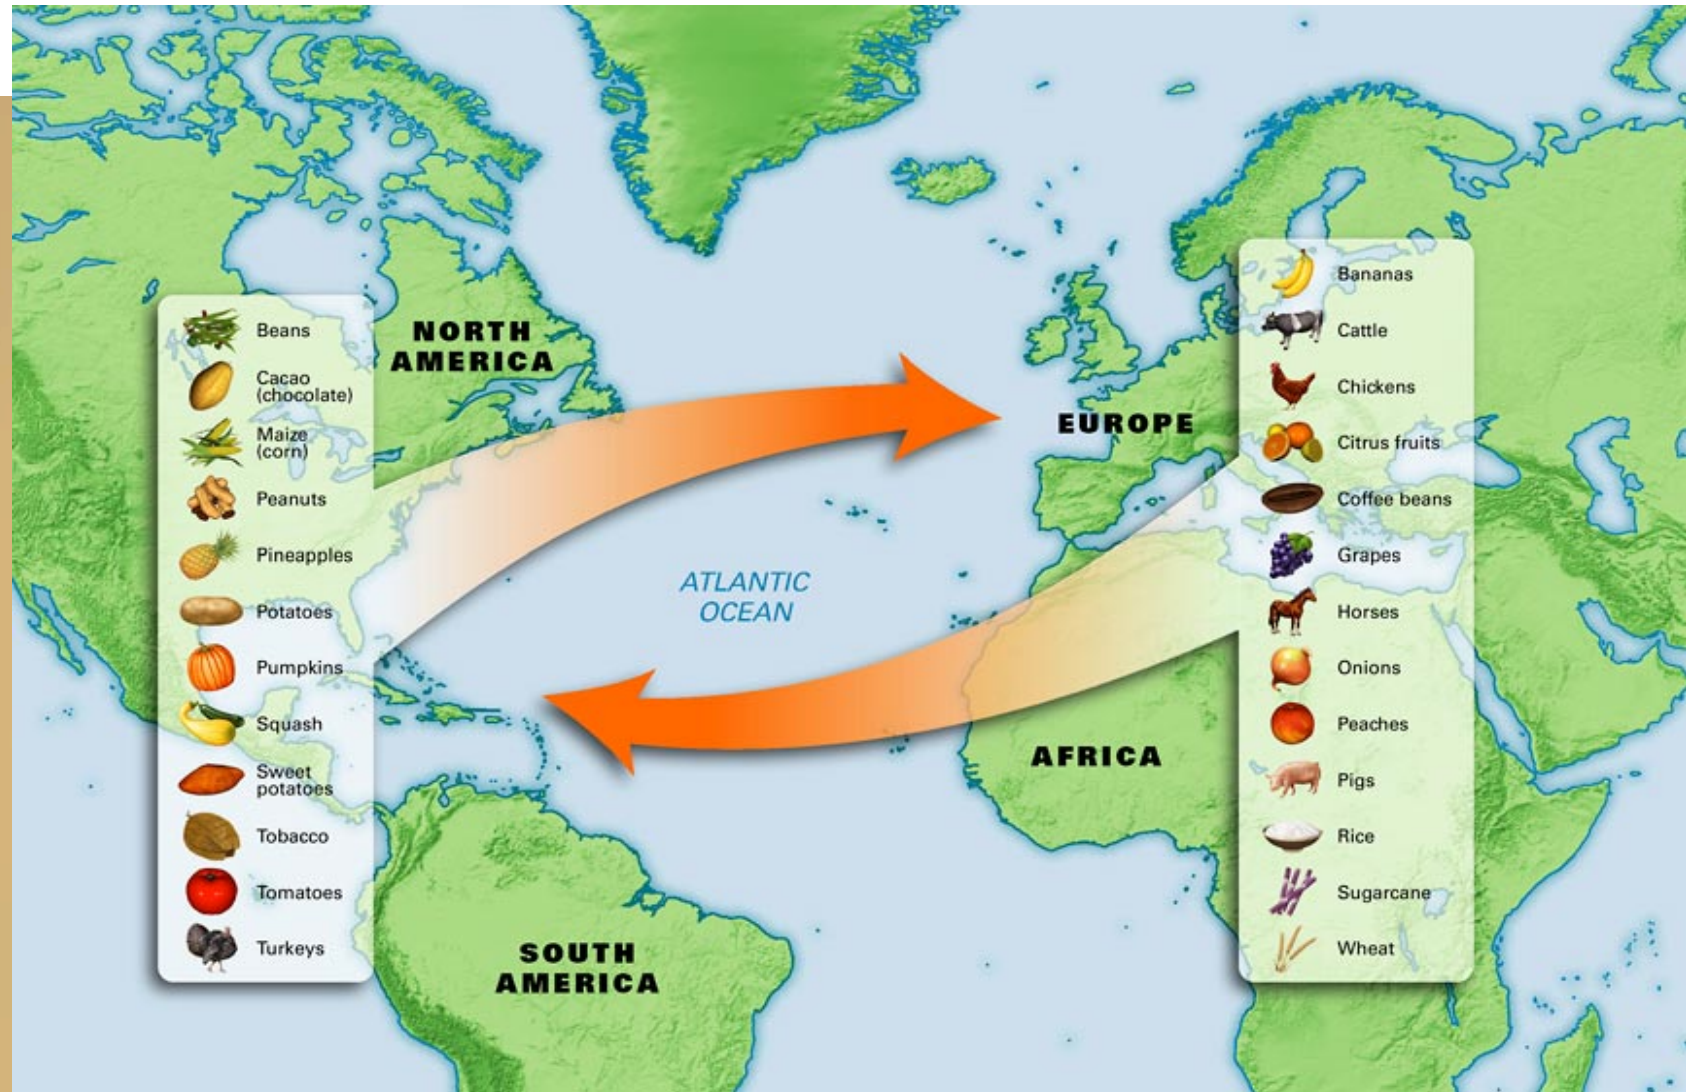 Beans
Cacao
(chocolate)
Maize
(corn)
Peanuts
Pineapples
Potatoes
Pumpkins
Squash
Sweet
potatoes
Tobacco
Tomatoes
Turkeys
NORTH
AMERICA
ATLANTIC
OCEAN
SOUTH
AMERICA
EUROPE
AFRICA
Bananas
Cattle
Chickens
Citrus fruits
Coffee beans
Grapes
Horses
Onions
Peaches
Pigs
Rice
Sugarcane
Wheat